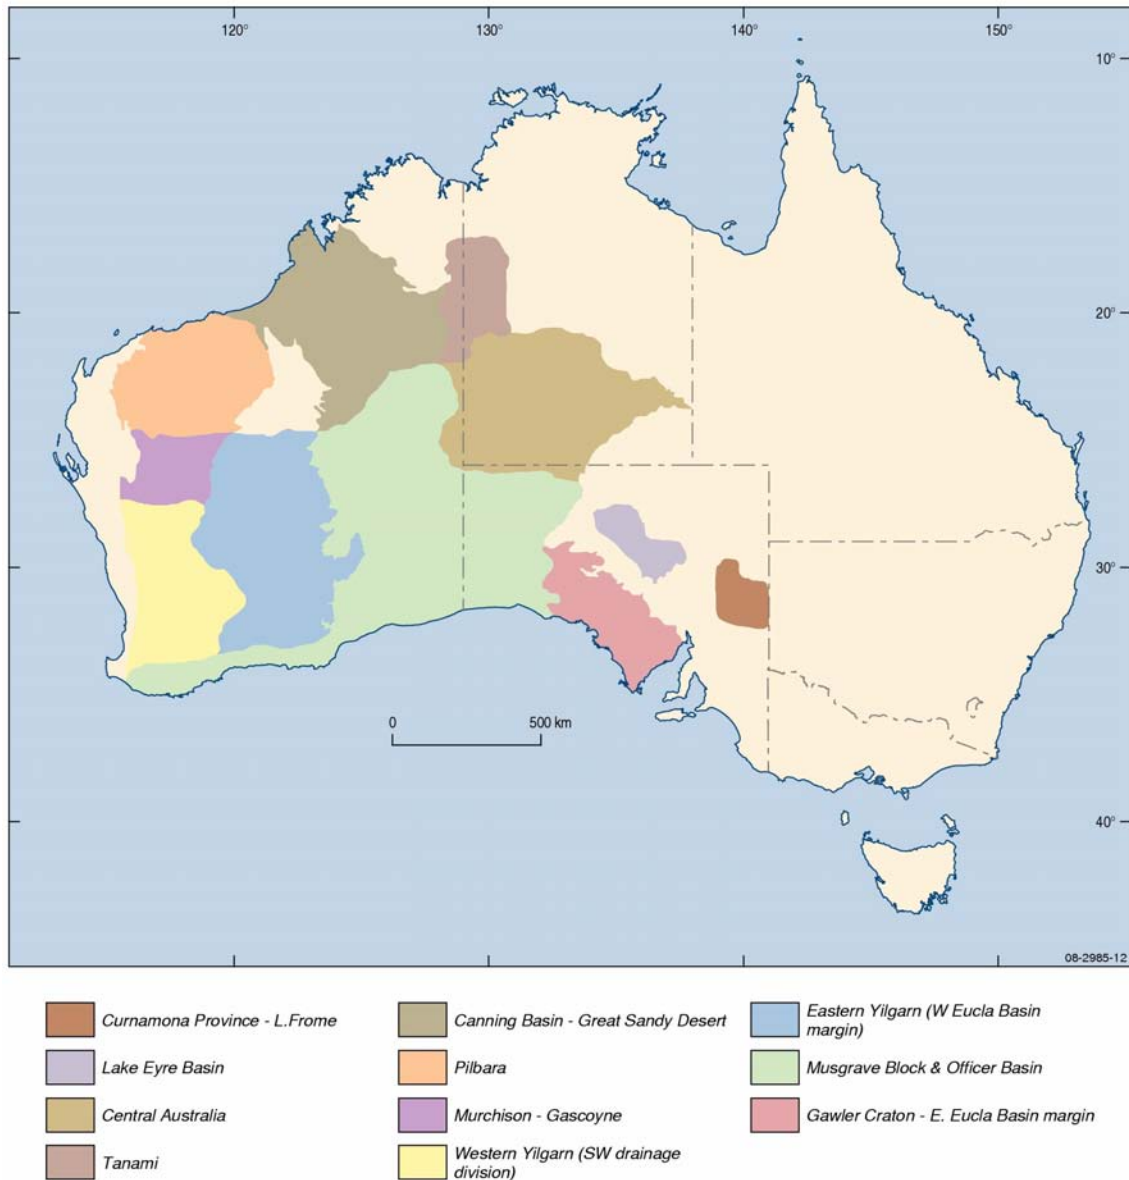 120°
130°
140°
150°
10°
20°
30°
0
500 km
40°
08-2985-12
Curnamona Province - L.Frome
Lake Eyre Basin
Central Australia
Tanami
Canning Basin - Great Sandy Desert
Pilbara
Murchison - Gascoyne
Western Yilgarn (SW drainage
division)
Eastern Yilgarn (W Eucla Basin
margin)
Musgrave Block & Officer Basin
Gawler Craton - E. Eucla Basin margin